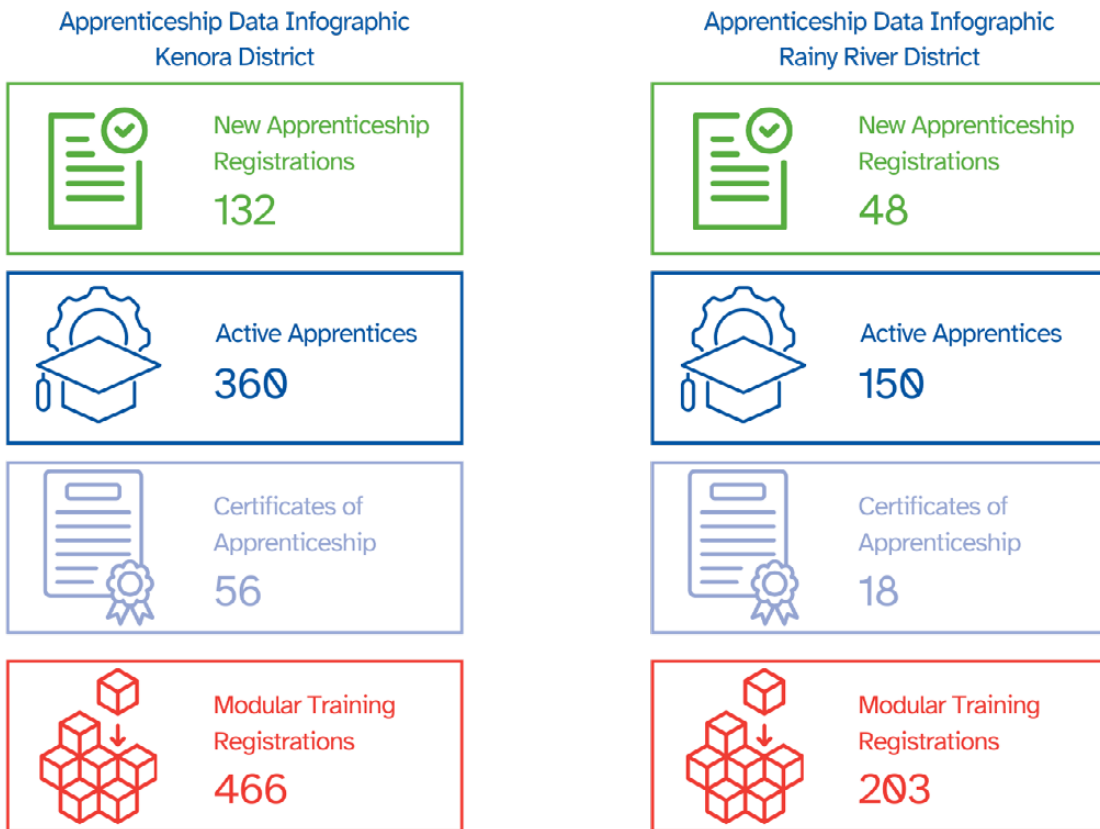 Apprenticeship Data Infographic
Kenora District
New Apprenticeship
Registrations
132
Active Apprentices
360
Certificates of
Apprenticeship
56
Modular Training
Registrations
466
Apprenticeship Data Infographic
Rainy River District
New Apprenticeship
Registrations
48
Active Apprentices
150
Certificates of
Apprenticeship
18
Modular Training
Registrations
203